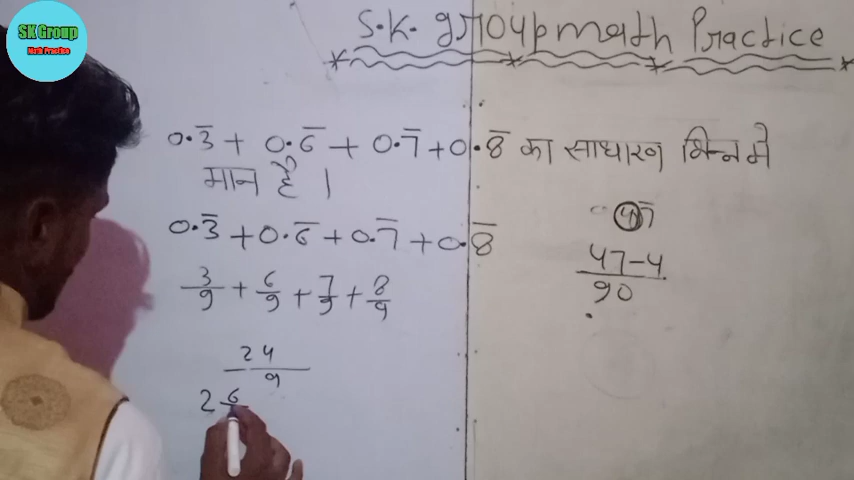 SK Group
Math Practice
S.K. group math Practice
0.3̅ + 0.6̅ + 0.7̅ + 0.8̅ का साधारण भिन्न मे
मान है ।
0.3̅ + 0.6̅ + 0.7̅ + 0.8̅
3/9 + 6/9 + 7/9 + 8/9
24/9
2 6/
0.47̅
47-4/90